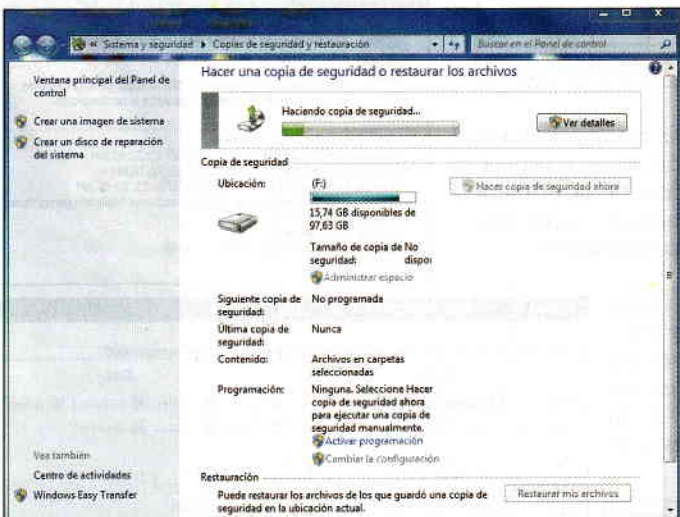 « Sistema y seguridad ▸ Copias de seguridad y restauración
Buscar en el Panel de control
Ventana principal del Panel de
control
Crear una imagen de sistema
Crear un disco de reparación
del sistema
Vea también
Centro de actividades
Windows Easy Transfer
Hacer una copia de seguridad o restaurar los archivos
Haciendo copia de seguridad...
Ver detalles
Copia de seguridad
Ubicación:
(F:)
15,74 GB disponibles de
97,63 GB
Hacer copia de seguridad ahora
Tamaño de copia de No
seguridad: dispoi
Administrar espacio
Siguiente copia de No programada
seguridad:
Última copia de Nunca
seguridad:
Contenido: Archivos en carpetas
seleccionadas
Programación: Ninguna. Seleccione Hacer
copia de seguridad ahora
para ejecutar una copia de
seguridad manualmente.
Activar programación
Cambiar la configuración
Restauración
Puede restaurar los archivos de los que guardó una copia de
seguridad en la ubicación actual.
Restaurar mis archivos